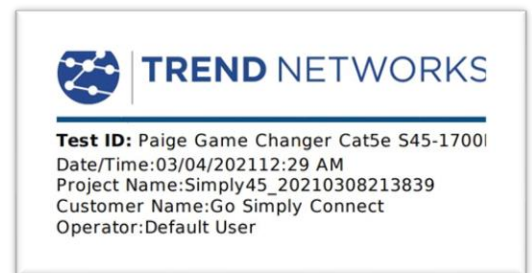 TREND NETWORKS
Test ID: Paige Game Changer Cat5e S45-1700
Date/Time:03/04/202112:29 AM
Project Name:Simply45_20210308213839
Customer Name:Go Simply Connect
Operator:Default User